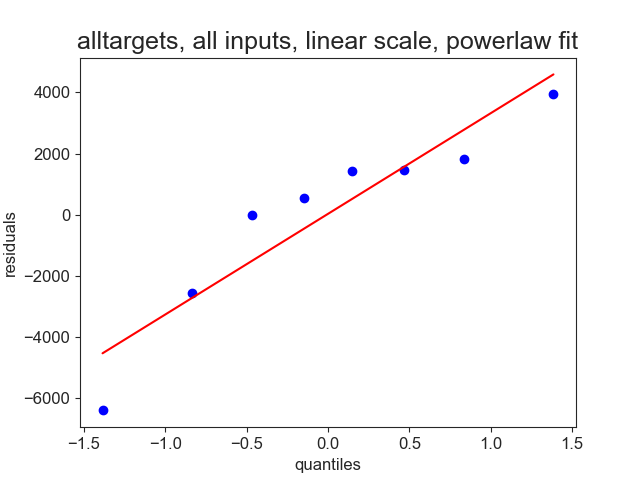 alltargets, all inputs, linear scale, powerlaw fit
4000
2000
0
−2000
−4000
−6000
residuals
−1.5 −1.0 −0.5 0.0 0.5 1.0 1.5
quantiles